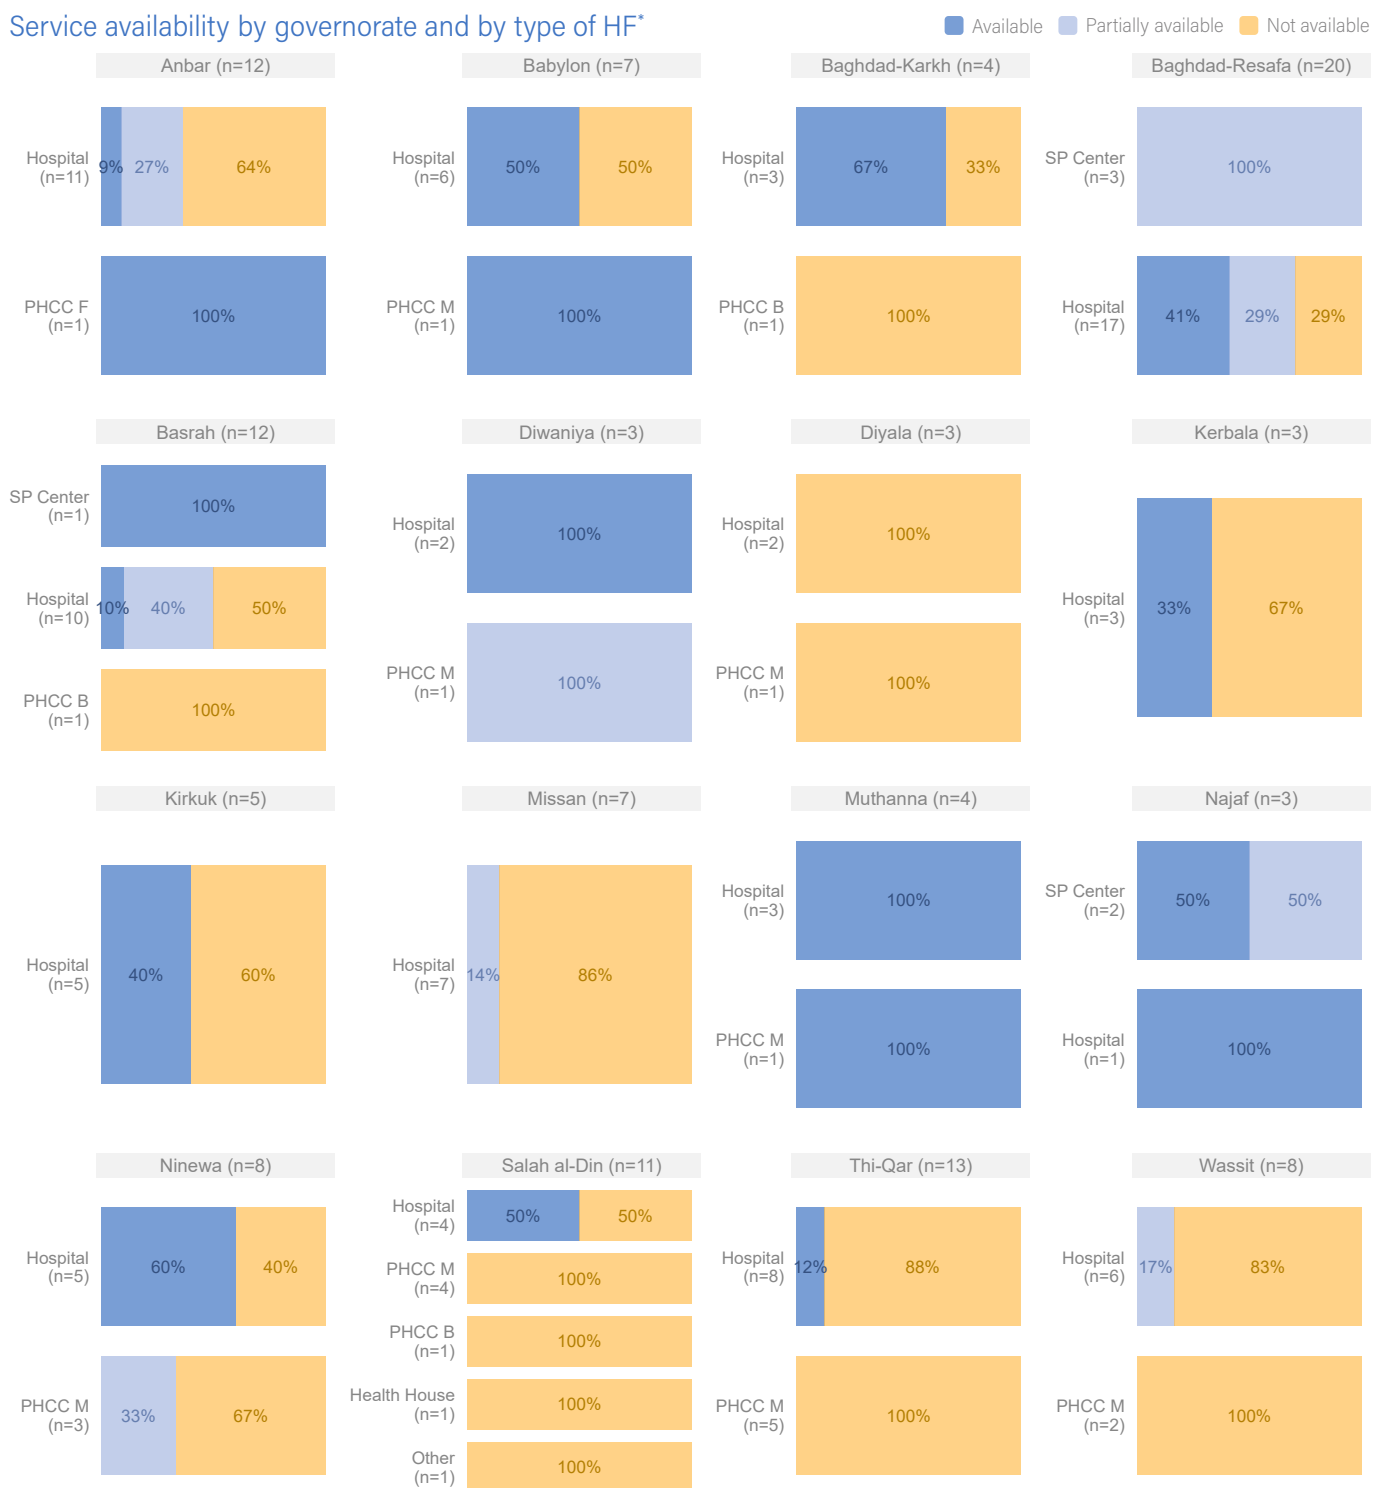 Service availability by governorate and by type of HF*
Available Partially available Not available
Anbar (n=12)
Hospital
(n=11)
9% 27% 64%
PHCC F
(n=1)
100%
Babylon (n=7)
Hospital
(n=6)
50% 50%
PHCC M
(n=1)
100%
Baghdad-Karkh (n=4)
Hospital
(n=3)
67% 33%
PHCC B
(n=1)
100%
Baghdad-Resafa (n=20)
SP Center
(n=3)
100%
Hospital
(n=17)
41% 29% 29%
Basrah (n=12)
SP Center
(n=1)
100%
Hospital
(n=10)
10% 40% 50%
PHCC B
(n=1)
100%
Diwaniya (n=3)
Hospital
(n=2)
100%
PHCC M
(n=1)
100%
Diyala (n=3)
Hospital
(n=2)
100%
PHCC M
(n=1)
100%
Kerbala (n=3)
Hospital
(n=3)
33% 67%
Kirkuk (n=5)
Hospital
(n=5)
40% 60%
Missan (n=7)
Hospital
(n=7)
14% 86%
Muthanna (n=4)
Hospital
(n=3)
100%
PHCC M
(n=1)
100%
Najaf (n=3)
SP Center
(n=2)
50% 50%
Hospital
(n=1)
100%
Ninewa (n=8)
Hospital
(n=5)
60% 40%
PHCC M
(n=3)
33% 67%
Salah al-Din (n=11)
Hospital
(n=4)
50% 50%
PHCC M
(n=4)
100%
PHCC B
(n=1)
100%
Health House
(n=1)
100%
Other
(n=1)
100%
Thi-Qar (n=13)
Hospital
(n=8)
12% 88%
PHCC M
(n=5)
100%
Wassit (n=8)
Hospital
(n=6)
17% 83%
PHCC M
(n=2)
100%